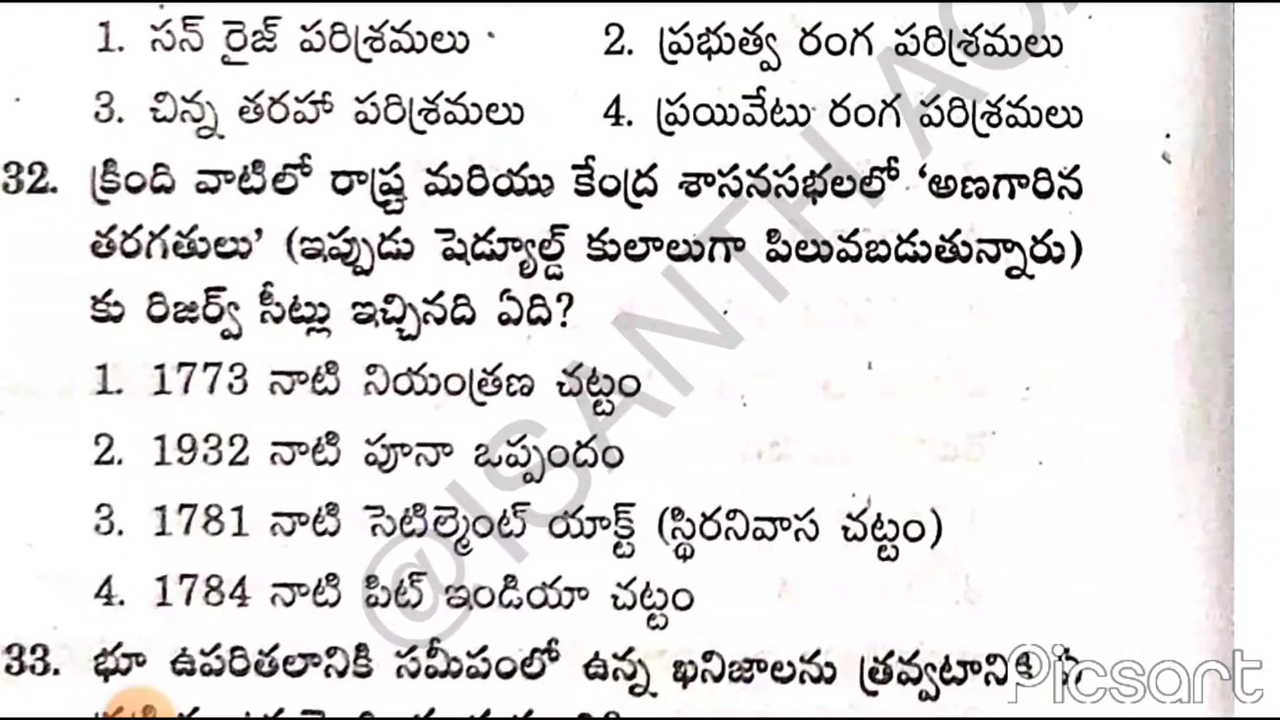 1. సన్ రైజ్ పరిశ్రమలు 2. ప్రభుత్వ రంగ పరిశ్రమలు
3. చిన్న తరహా పరిశ్రమలు 4. ప్రయివేటు రంగ పరిశ్రమలు
32. క్రింది వాటిలో రాష్ట్ర మరియు కేంద్ర శాసనసభలలో 'అణగారిన
తరగతులు' (ఇప్పుడు షెడ్యూల్డ్ కులాలుగా పిలువబడుతున్నారు)
కు రిజర్వ్ సీట్లు ఇచ్చినది ఏది?
1. 1773 నాటి నియంత్రణ చట్టం
2. 1932 నాటి పూనా ఒప్పందం
3. 1781 నాటి సెటిల్మెంట్ యాక్ట్ (స్థిరనివాస చట్టం)
4. 1784 నాటి పిట్ ఇండియా చట్టం
33. భూ ఉపరితలానికి సమీపంలో ఉన్న ఖనిజాలను త్రవ్వటానికి
@ISANTH
Picsart